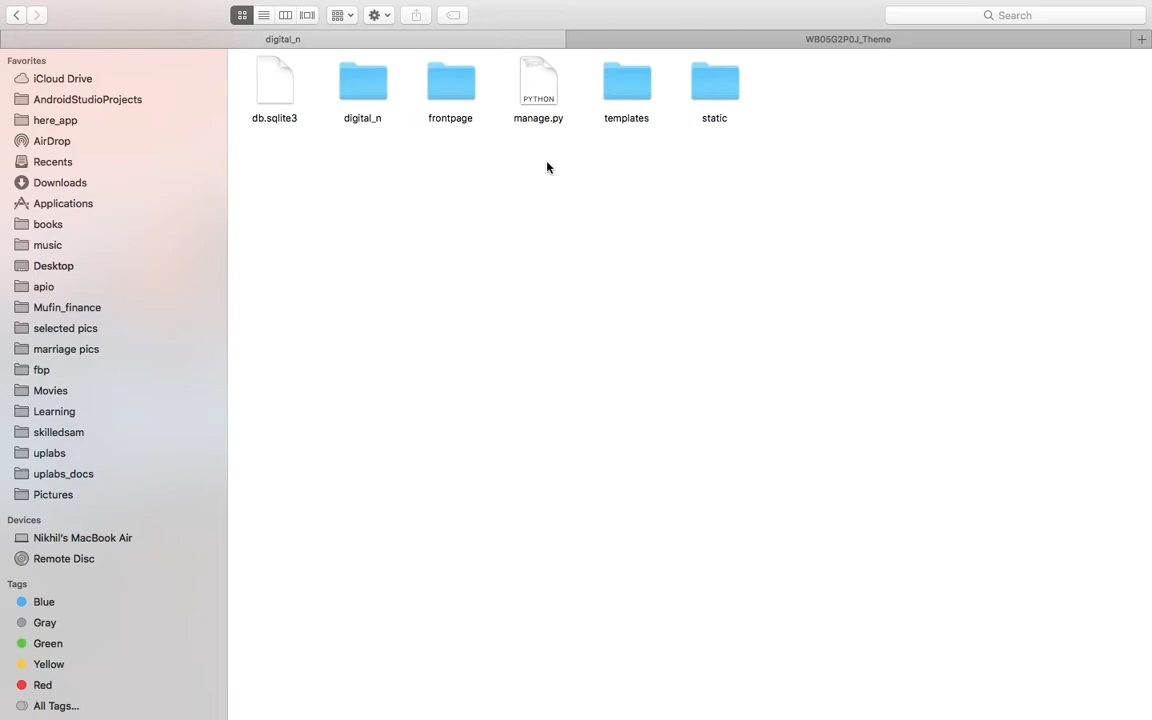 Search
digital_n
WB05G2P0J_Theme
Favorites
iCloud Drive
AndroidStudioProjects
here_app
AirDrop
Recents
Downloads
Applications
books
music
Desktop
apio
Mufin_finance
selected pics
marriage pics
fbp
Movies
Learning
skilledsam
uplabs
uplabs_docs
Pictures
Devices
Nikhil's MacBook Air
Remote Disc
Tags
Blue
Gray
Green
Yellow
Red
All Tags...
PYTHON
db.sqlite3
digital_n
frontpage
manage.py
templates
static